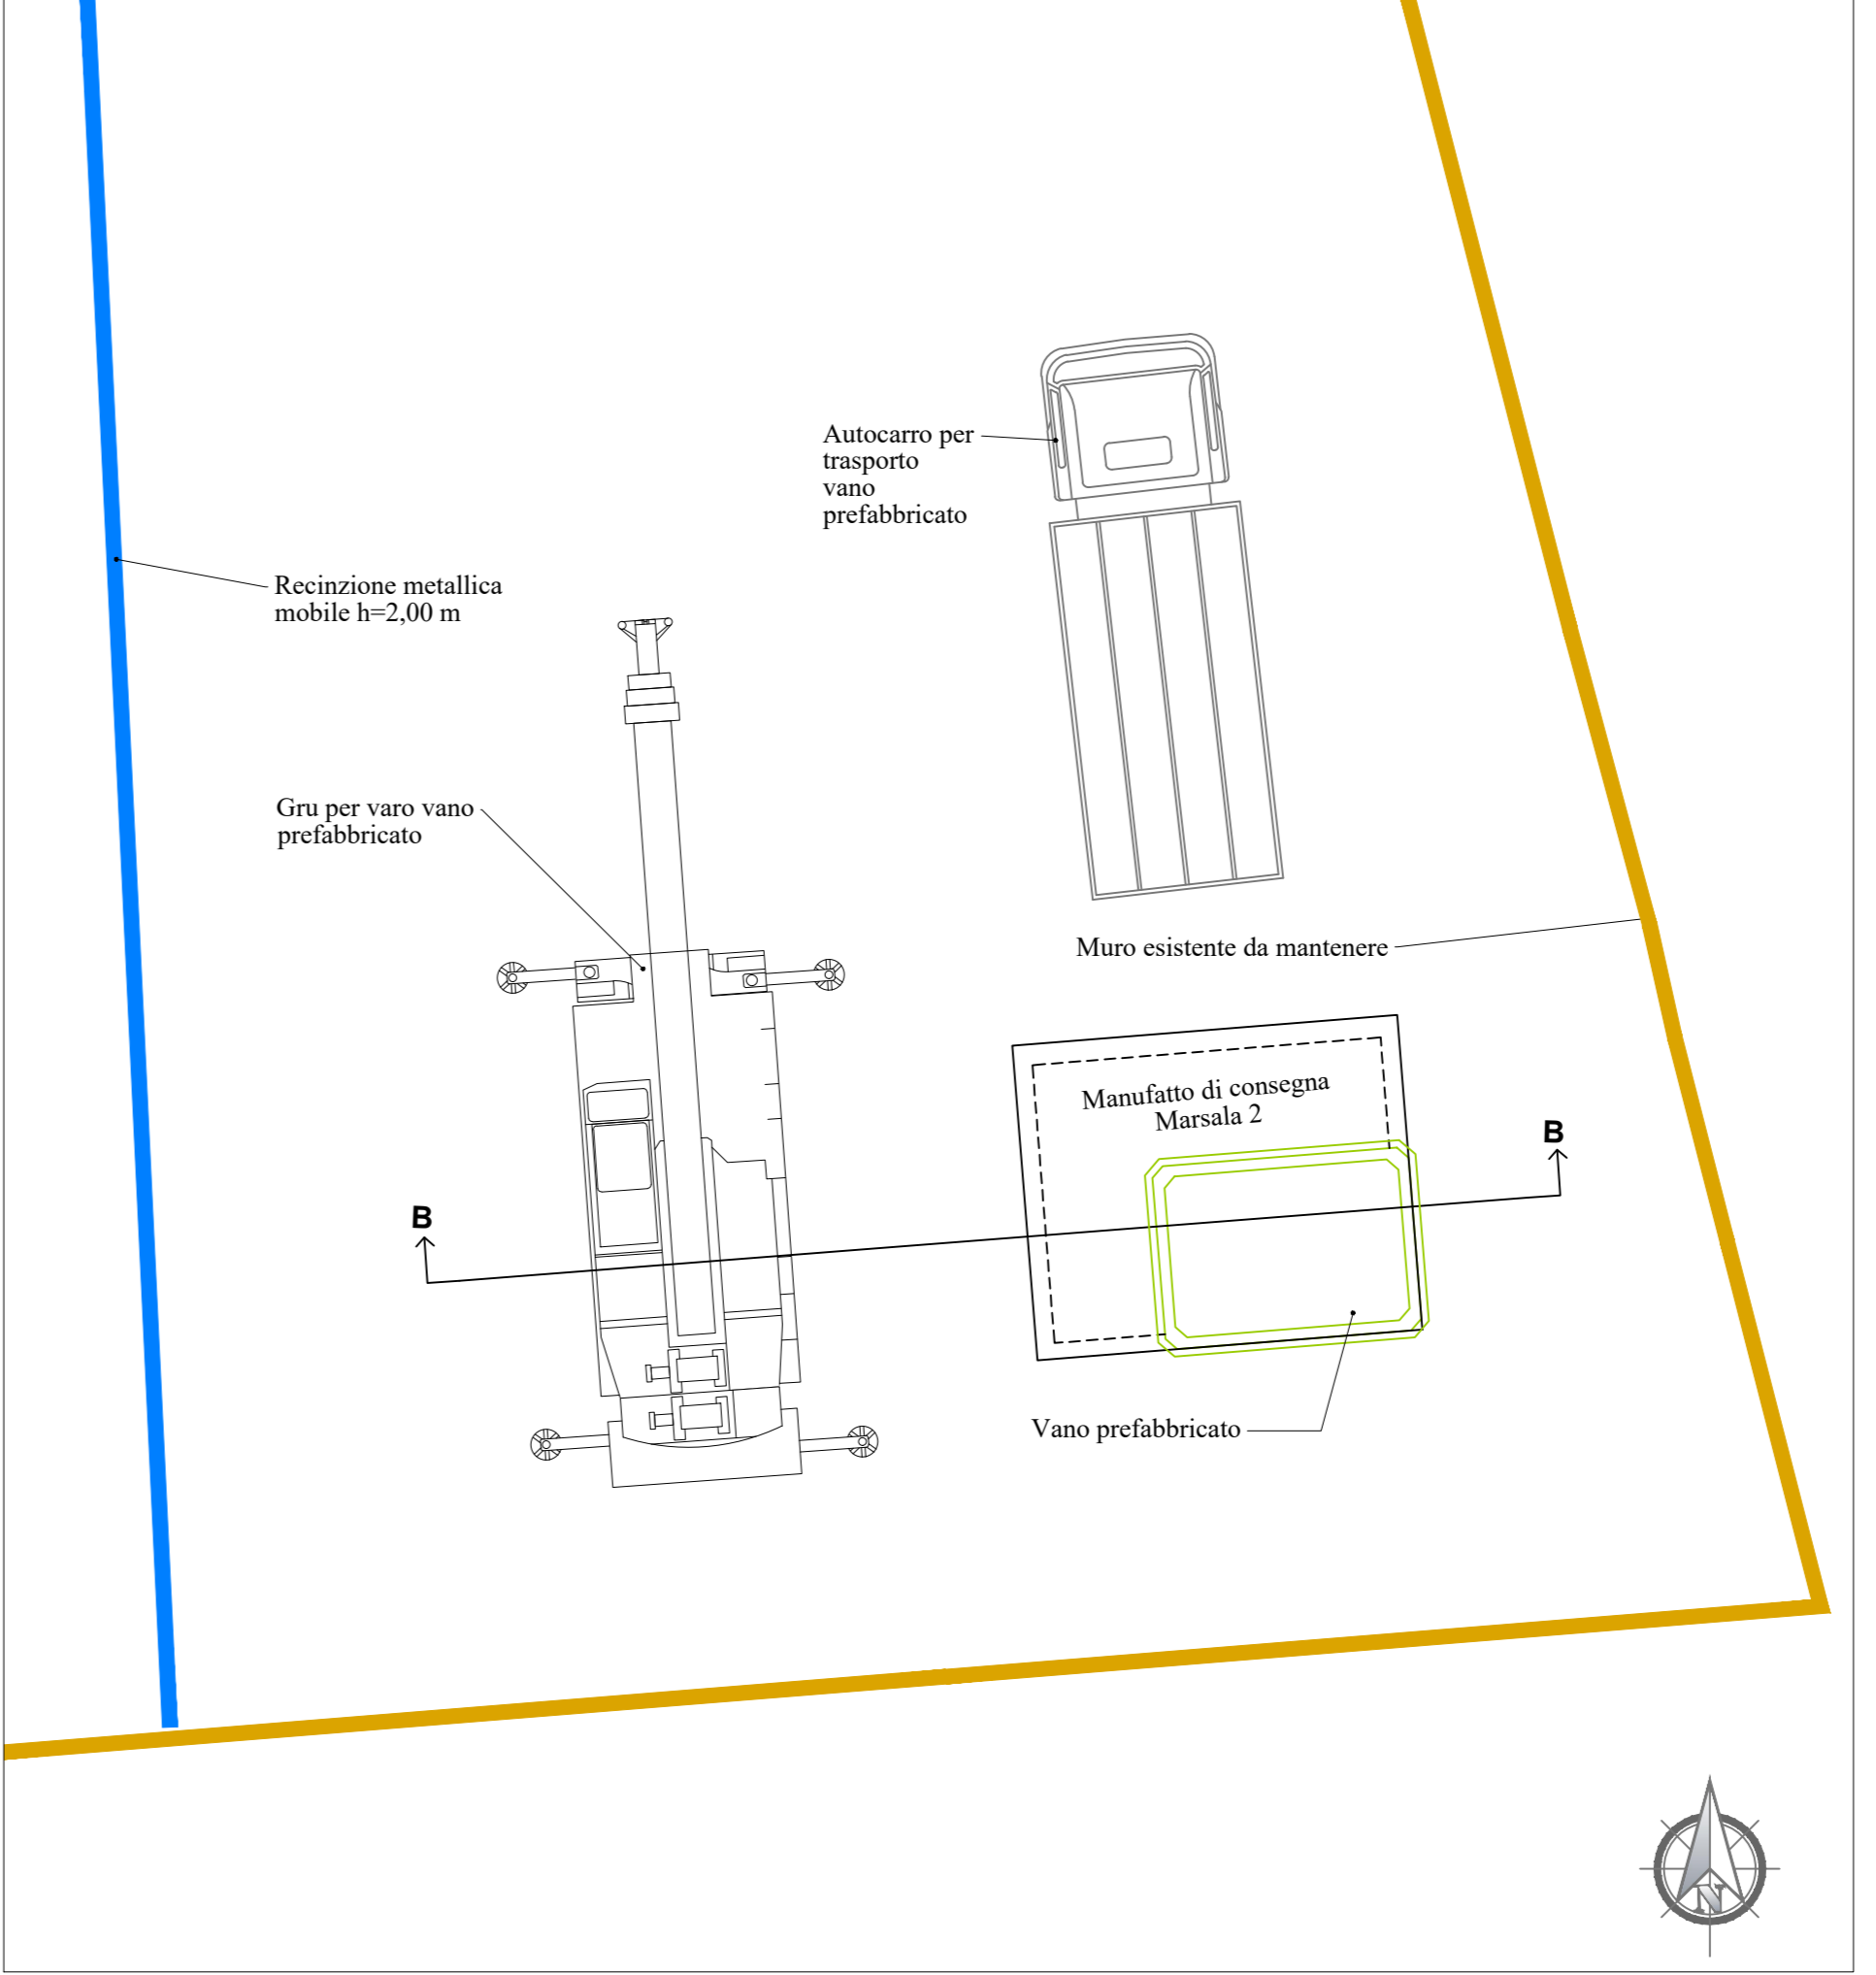 Autocarro per
trasporto
vano
prefabbricato
Recinzione metallica
mobile h=2,00 m
Gru per varo vano
prefabbricato
Muro esistente da mantenere
Manufatto di consegna
Marsala 2
B
B
Vano prefabbricato
N